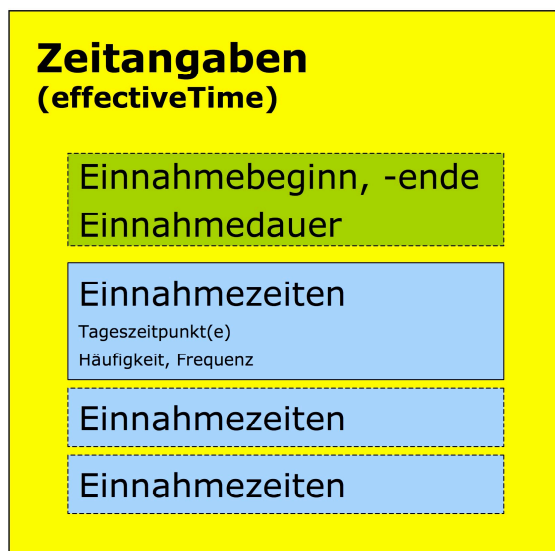 Zeitangaben
(effectiveTime)
Einnahmebeginn, -ende
Einnahmedauer
Einnahmezeiten
Tageszeitpunkt(e)
Häufigkeit, Frequenz
Einnahmezeiten
Einnahmezeiten